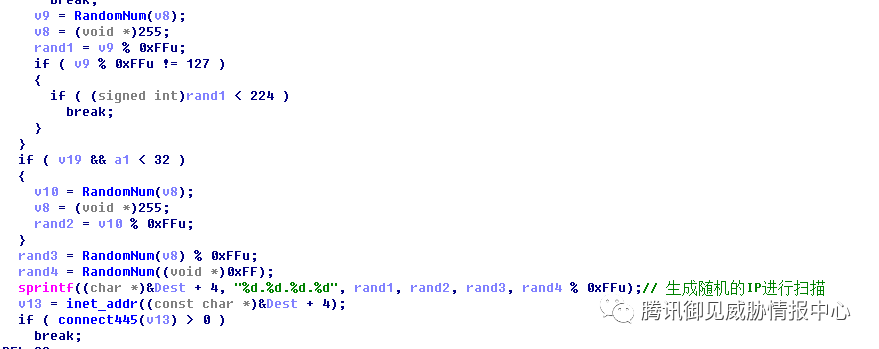 break;
v9 = RandomNum(v8);
v8 = (void *)255;
rand1 = v9 % 0xFFu;
if ( v9 % 0xFFu != 127 )
{
if ( (signed int)rand1 < 224 )
break;
}
}
if ( v19 && a1 < 32 )
{
v10 = RandomNum(v8);
v8 = (void *)255;
rand2 = v10 % 0xFFu;
}
rand3 = RandomNum(v8) % 0xFFu;
rand4 = RandomNum((void *)0xFF);
sprintf((char *)&Dest + 4, "%d.%d.%d.%d", rand1, rand2, rand3, rand4 % 0xFFu);// 生成随机的IP进行扫描
v13 = inet_addr((const char *)&Dest + 4);
if ( connect445(v13) > 0 )
break;
腾讯御见威胁情报中心